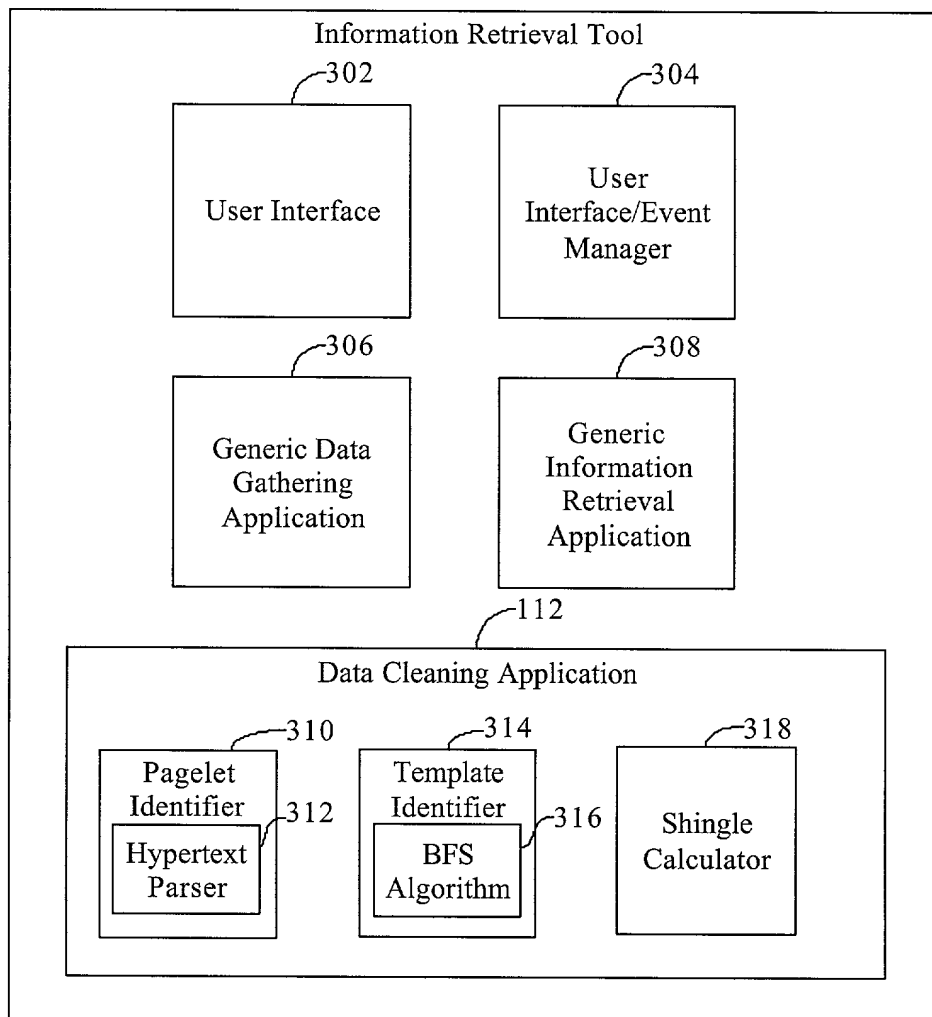 Information Retrieval Tool
302
304
User Interface
User
Interface/Event
Manager
306
308
Generic Data
Gathering
Application
Generic
Information
Retrieval
Application
112
Data Cleaning Application
310
314
318
Pagelet
Identifier
312
Hypertext
Parser
Template
Identifier
316
BFS
Algorithm
Shingle
Calculator